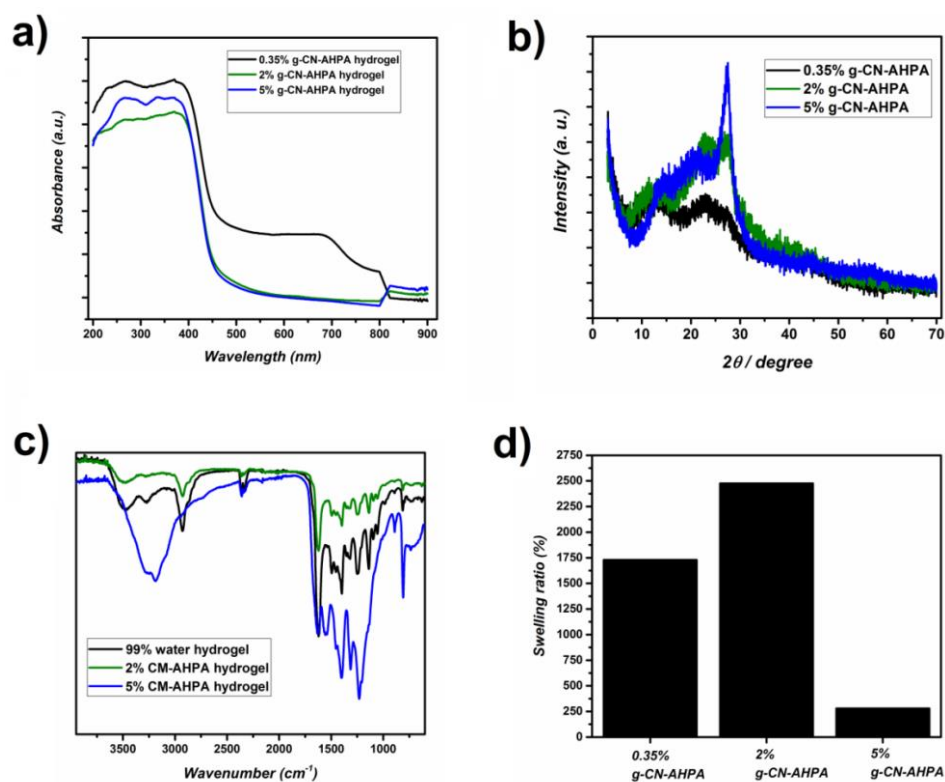 a)
0.35% g-CN-AHPA hydrogel
2% g-CN-AHPA hydrogel
5% g-CN-AHPA hydrogel
Absorbance (a.u.)
200 300 400 500 600 700 800 900
Wavelength (nm)
b)
0.35% g-CN-AHPA
2% g-CN-AHPA
5% g-CN-AHPA
Intensity (a. u.)
0 10 20 30 40 50 60 70
2θ / degree
c)
99% water hydrogel
2% CM-AHPA hydrogel
5% CM-AHPA hydrogel
3500 3000 2500 2000 1500 1000
Wavenumber (cm⁻¹)
d)
Swelling ratio (%)
2750
2500
2250
2000
1750
1500
1250
1000
750
500
250
0
0.35% 2% 5%
g-CN-AHPA g-CN-AHPA g-CN-AHPA